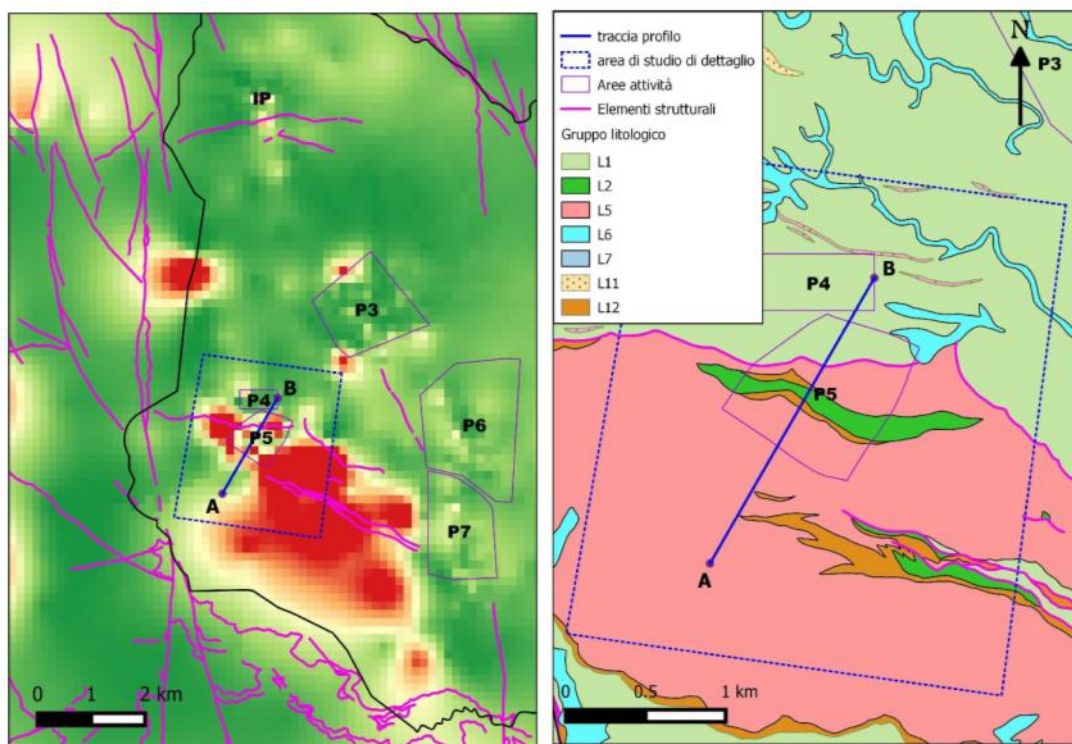 IP
P3
P4
B
P5
P6
A
P7
0 1 2 km
traccia profilo
area di studio di dettaglio
Aree attività
Elementi strutturali
Gruppo litologico
L1
L2
L5
L6
L7
L11
L12
N
P3
P4
B
P5
A
0 0.5 1 km